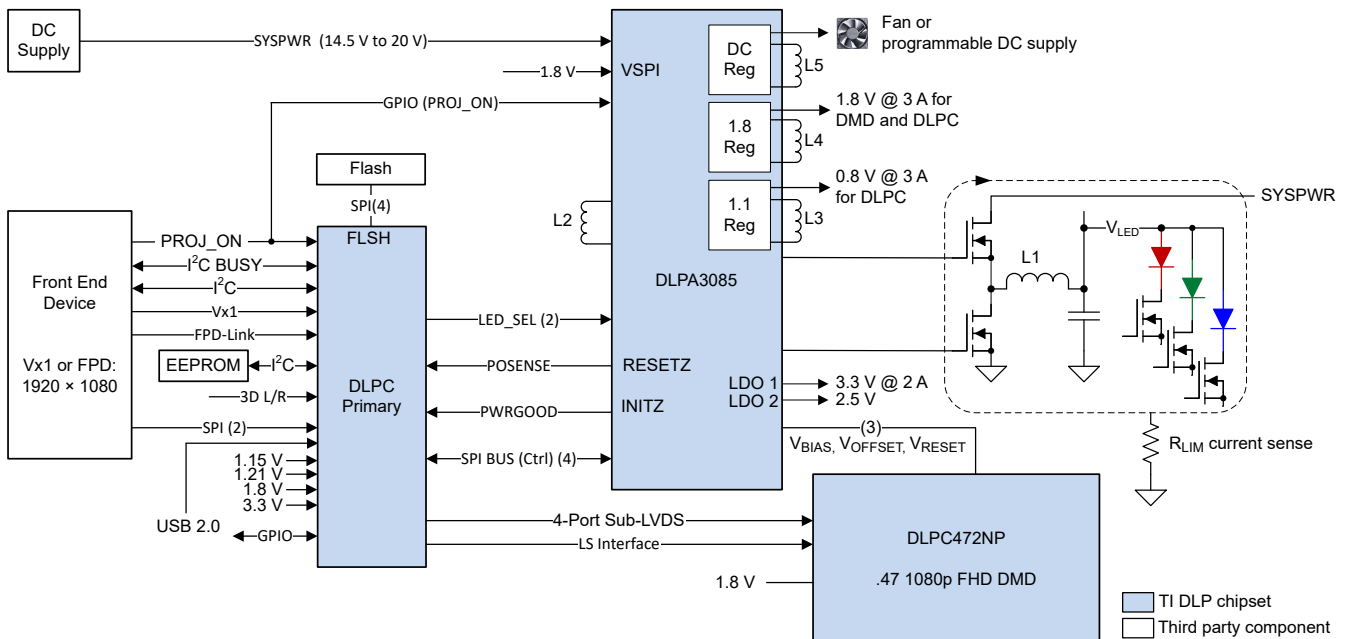 DC
Supply
SYSPWR (14.5 V to 20 V)
1.8 V
VSPI
GPIO (PROJ_ON)
DC
Reg
L5
Fan or
programmable DC supply
1.8
Reg
L4
1.8 V @ 3 A for
DMD and DLPC
1.1
Reg
L3
0.8 V @ 3 A
for DLPC
L2
DLPA3085
Flash
SPI(4)
FLSH
Front End
Device
Vx1 or FPD:
1920 × 1080
PROJ_ON
I²C BUSY
I²C
Vx1
FPD-Link
EEPROM
I²C
3D L/R
SPI (2)
1.15 V
1.21 V
1.8 V
3.3 V
USB 2.0
GPIO
DLPC
Primary
LED_SEL (2)
POSENSE
RESETZ
PWRGOOD
INITZ
SPI BUS (Ctrl) (4)
LDO 1
3.3 V @ 2 A
LDO 2
2.5 V
(3)
VBIAS, VOFFSET, VRESET
SYSPWR
VLED
L1
RLIM current sense
4-Port Sub-LVDS
LS Interface
1.8 V
DLPC472NP
.47 1080p FHD DMD
TI DLP chipset
Third party component